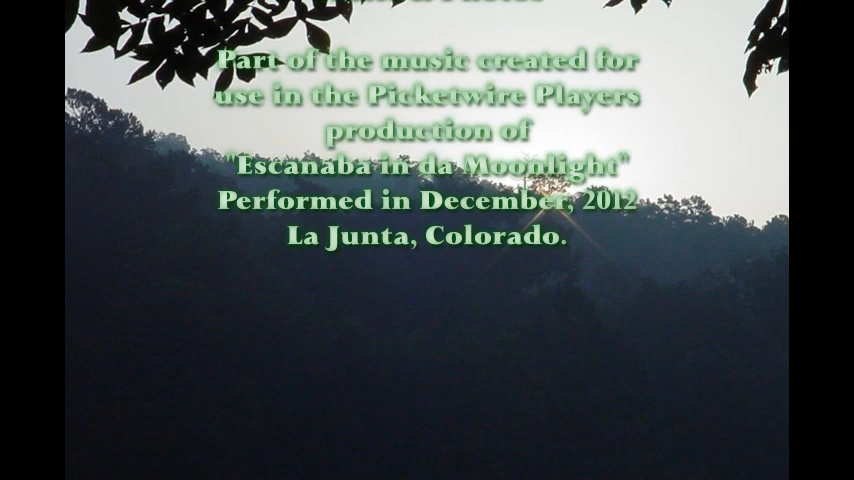 Part of the music created for
use in the Picketwire Players
production of
"Escanaba in da Moonlight"
Performed in December, 2012
La Junta, Colorado.